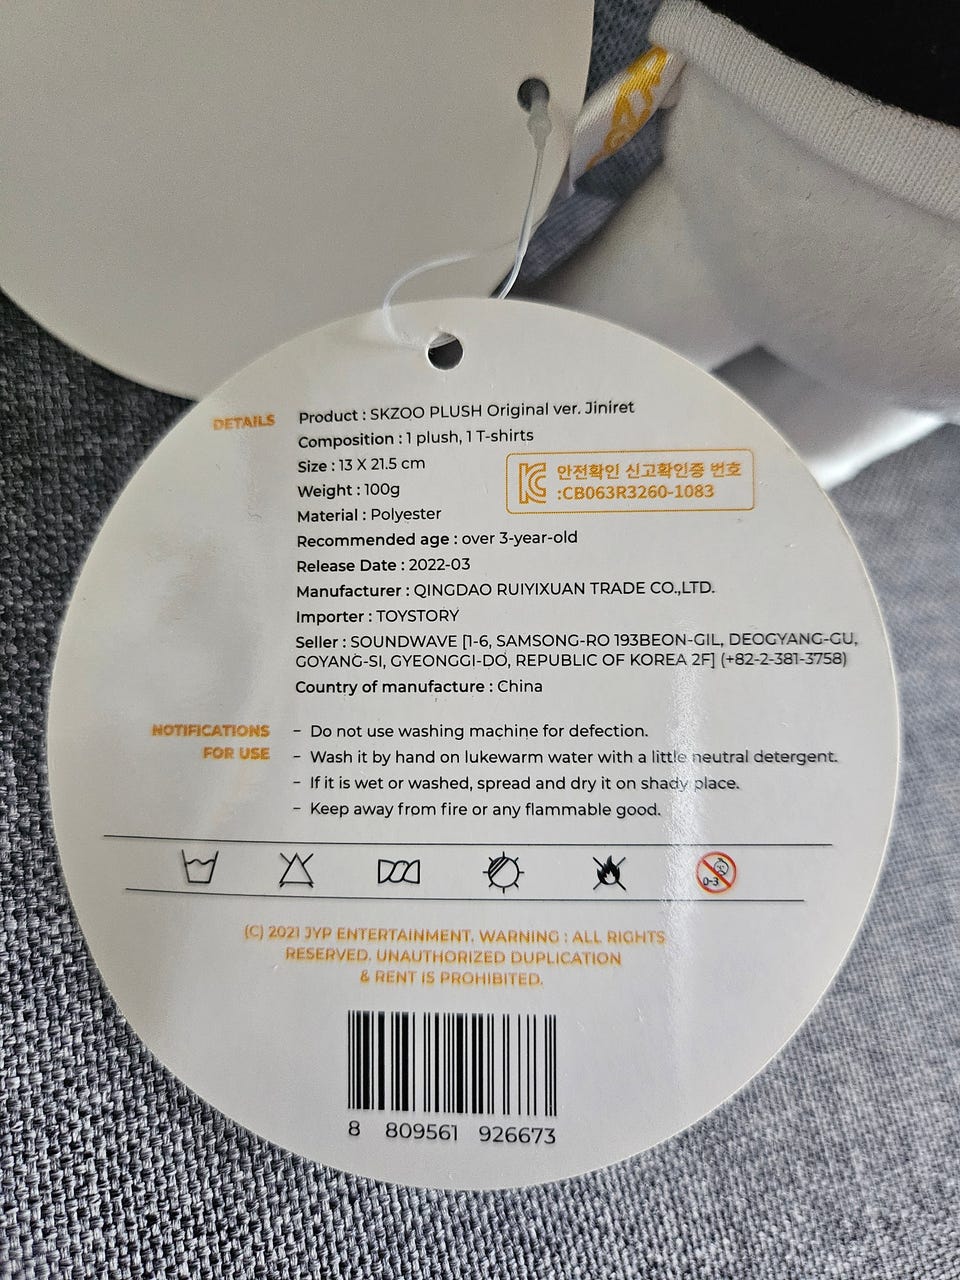 DETAILS
Product : SKZOO PLUSH Original ver. Jiniret
Composition : 1 plush, 1 T-shirts
Size : 13 X 21.5 cm
Weight : 100g
Material : Polyester
안전확인 신고확인증 번호
:CB063R3260-1083
Recommended age : over 3-year-old
Release Date : 2022-03
Manufacturer : QINGDAO RUIYIXUAN TRADE CO.,LTD.
Importer : TOYSTORY
Seller : SOUNDWAVE [1-6, SAMSONG-RO 193BEON-GIL, DEOGYANG-GU,
GOYANG-SI, GYEONGGI-DO, REPUBLIC OF KOREA 2F] (+82-2-381-3758)
Country of manufacture : China
NOTIFICATIONS
FOR USE
- Do not use washing machine for defection.
- Wash it by hand on lukewarm water with a little neutral detergent.
- If it is wet or washed, spread and dry it on shady place.
- Keep away from fire or any flammable good.
0-3
(C) 2021 JYP ENTERTAINMENT. WARNING : ALL RIGHTS
RESERVED. UNAUTHORIZED DUPLICATION
& RENT IS PROHIBITED.
8 809561 926673